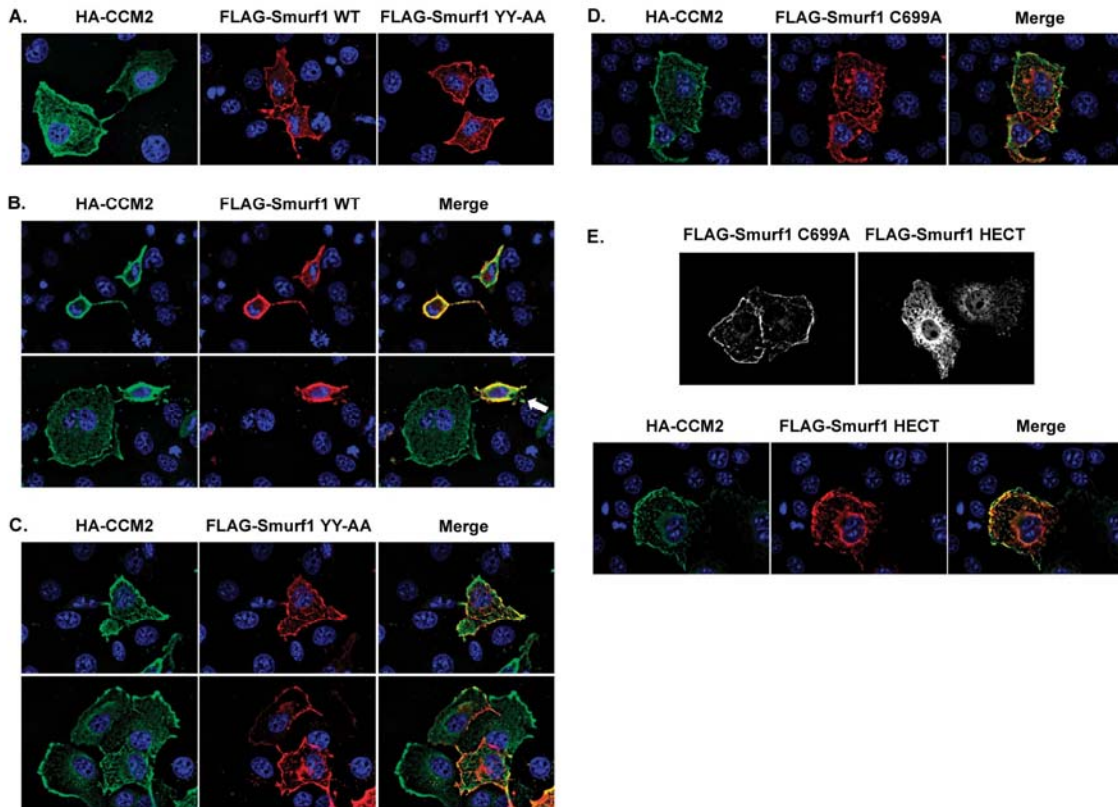 A.
HA-CCM2 FLAG-Smurf1 WT FLAG-Smurf1 YY-AA
B.
HA-CCM2 FLAG-Smurf1 WT Merge
C.
HA-CCM2 FLAG-Smurf1 YY-AA Merge
D.
HA-CCM2 FLAG-Smurf1 C699A Merge
E.
FLAG-Smurf1 C699A FLAG-Smurf1 HECT
HA-CCM2 FLAG-Smurf1 HECT Merge